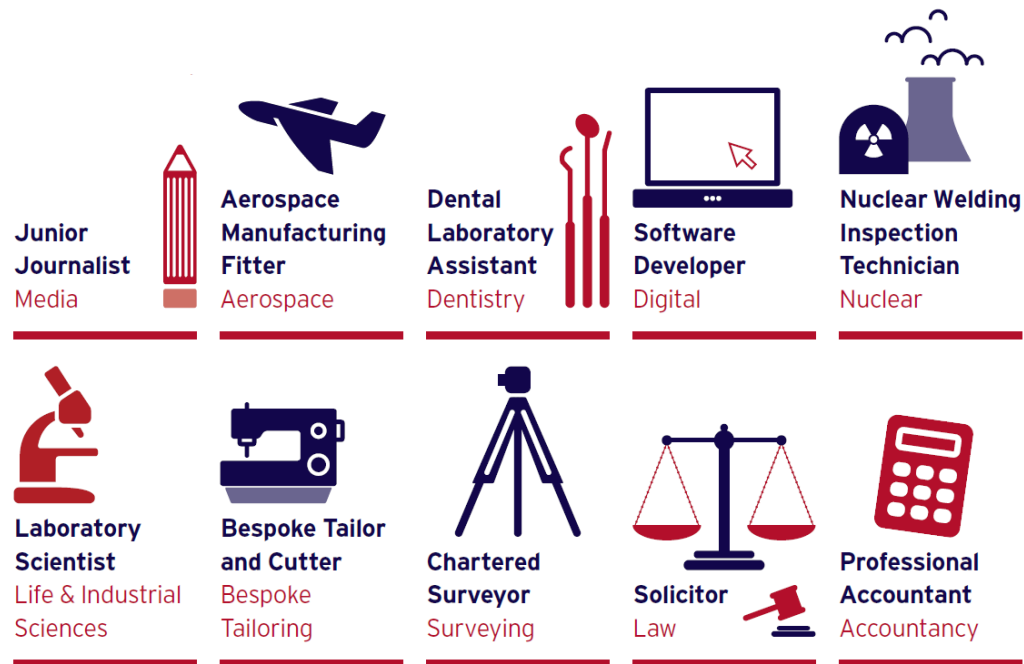 Junior
Journalist
Media
Aerospace
Manufacturing
Fitter
Aerospace
Dental
Laboratory
Assistant
Dentistry
Software
Developer
Digital
Nuclear Welding
Inspection
Technician
Nuclear
Laboratory
Scientist
Life & Industrial
Sciences
Bespoke Tailor
and Cutter
Bespoke
Tailoring
Chartered
Surveyor
Surveying
Solicitor
Law
Professional
Accountant
Accountancy